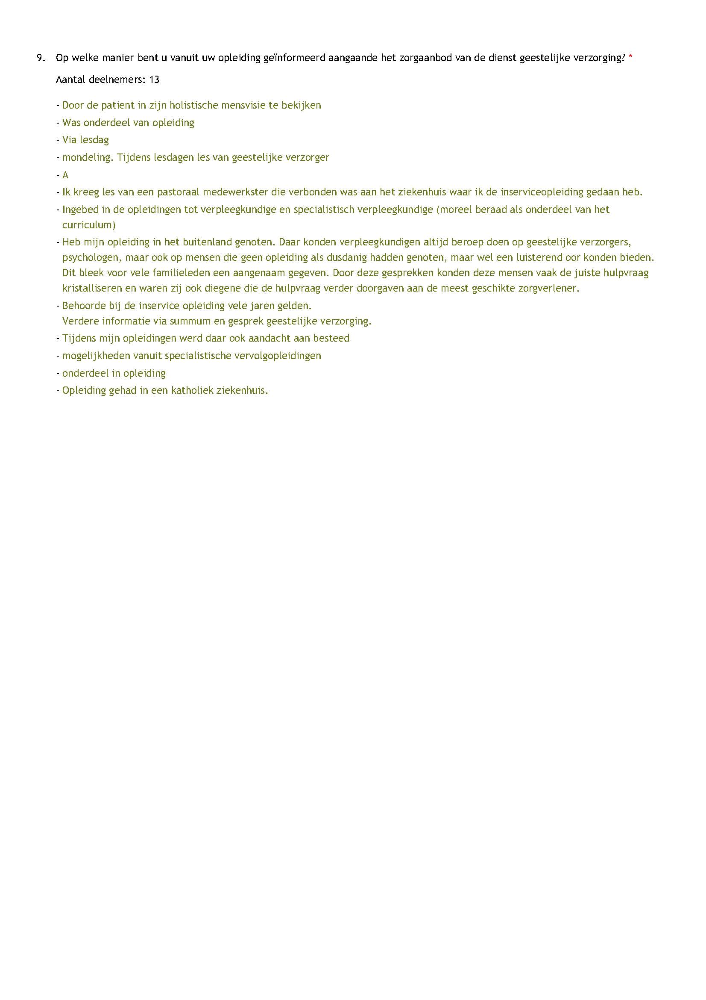 9. Op welke manier bent u vanuit uw opleiding geïnformeerd aangaande het zorgaanbod van de dienst geestelijke verzorging? *
Aantal deelnemers: 13
- Door de patient in zijn holistische mensvisie te bekijken
- Was onderdeel van opleiding
- Via lesdag
- mondeling. Tijdens lesdagen les van geestelijke verzorger
- A
- Ik kreeg les van een pastoraal medewerkster die verbonden was aan het ziekenhuis waar ik de inserviceopleiding gedaan heb.
- Ingebed in de opleidingen tot verpleegkundige en specialistisch verpleegkundige (moreel beraad als onderdeel van het
curriculum)
- Heb mijn opleiding in het buitenland genoten. Daar konden verpleegkundigen altijd beroep doen op geestelijke verzorgers,
psychologen, maar ook op mensen die geen opleiding als dusdanig hadden genoten, maar wel een luisterend oor konden bieden.
Dit bleek voor vele familieleden een aangenaam gegeven. Door deze gesprekken konden deze mensen vaak de juiste hulpvraag
kristalliseren en waren zij ook diegene die de hulpvraag verder doorgaven aan de meest geschikte zorgverlener.
- Behoorde bij de inservice opleiding vele jaren gelden.
Verdere informatie via summum en gesprek geestelijke verzorging.
- Tijdens mijn opleidingen werd daar ook aandacht aan besteed
- mogelijkheden vanuit specialistische vervolgopleidingen
- onderdeel in opleiding
- Opleiding gehad in een katholiek ziekenhuis.